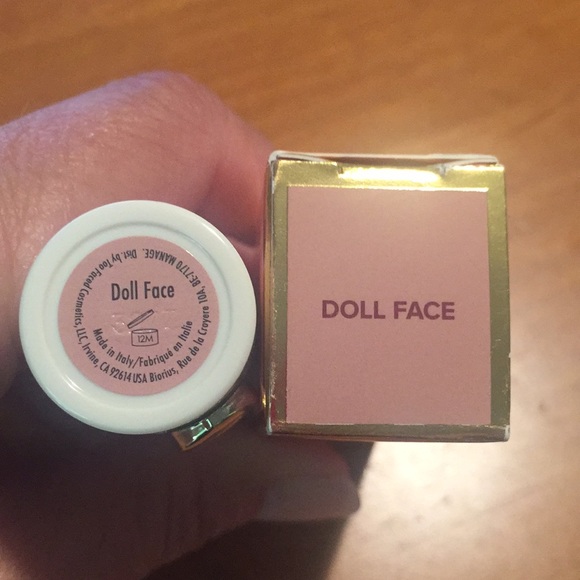 Doll Face
12M
Made in Italy/Fabriqué en Italie
Dist. by Too Faced Cosmetics, LLC, Irvine, CA 92614 USA Biorius, Rue de la Crayere 10A, BE-7170 MANAGE.
DOLL FACE